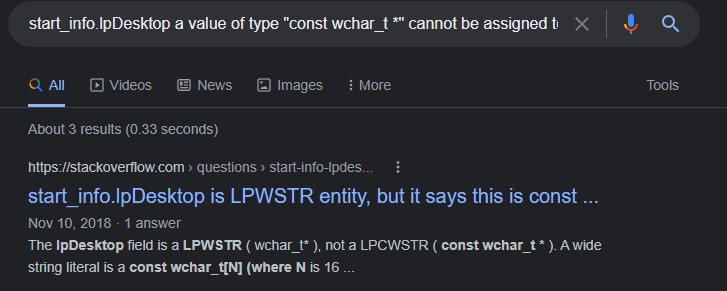 start_info.lpDesktop a value of type "const wchar_t *" cannot be assigned to
All Videos News Images More Tools
About 3 results (0.33 seconds)
https://stackoverflow.com › questions › start-info-lpdes...
start_info.lpDesktop is LPWSTR entity, but it says this is const ...
Nov 10, 2018 · 1 answer
The lpDesktop field is a LPWSTR ( wchar_t* ), not a LPCWSTR ( const wchar_t * ). A wide
string literal is a const wchar_t[N] (where N is 16 ...